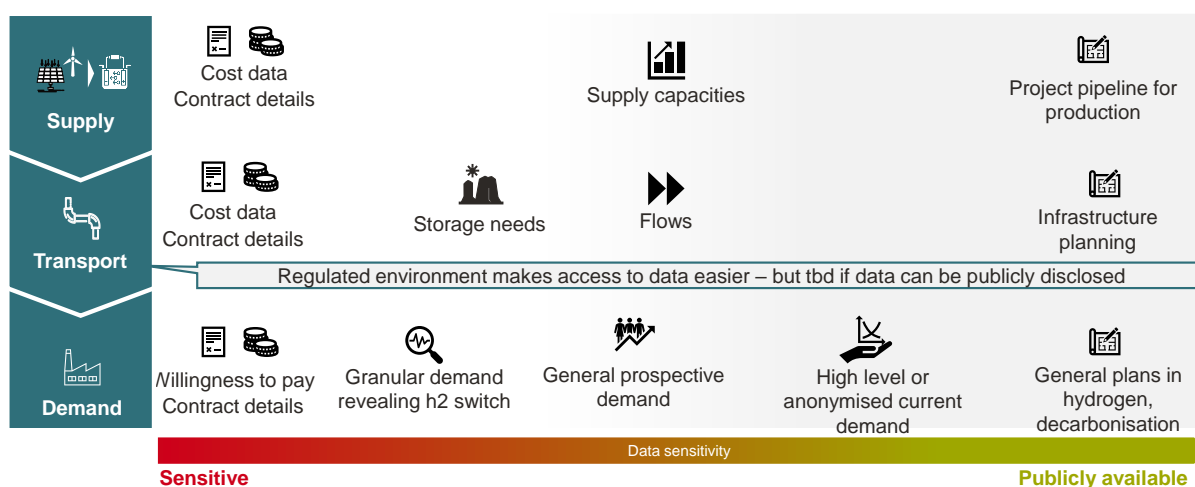 Supply
Cost data
Contract details
Supply capacities
Project pipeline for
production
Transport
Cost data
Contract details
Storage needs
Flows
Infrastructure
planning
Regulated environment makes access to data easier – but tbd if data can be publicly disclosed
Demand
Willingness to pay
Contract details
Granular demand
revealing h2 switch
General prospective
demand
High level or
anonymised current
demand
General plans in
hydrogen,
decarbonisation
Data sensitivity
Sensitive
Publicly available